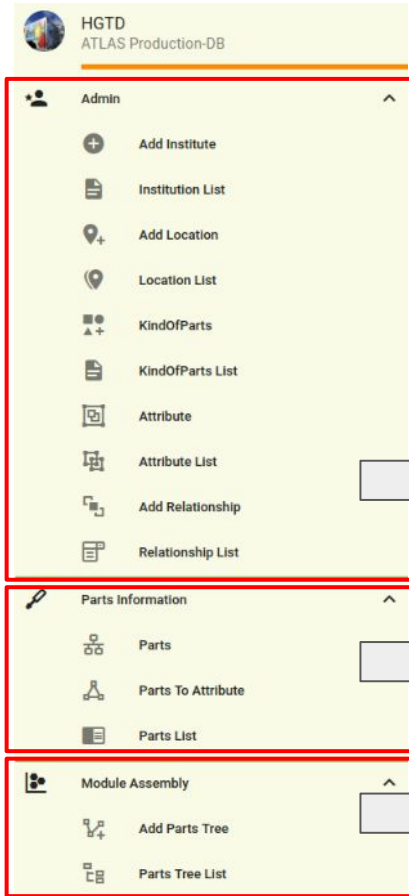 HGTD
ATLAS Production-DB
Admin
Add Institute
Institution List
Add Location
Location List
KindOfParts
KindOfParts List
Attribute
Attribute List
Add Relationship
Relationship List
Parts Information
Parts
Parts To Attribute
Parts List
Module Assembly
Add Parts Tree
Parts Tree List